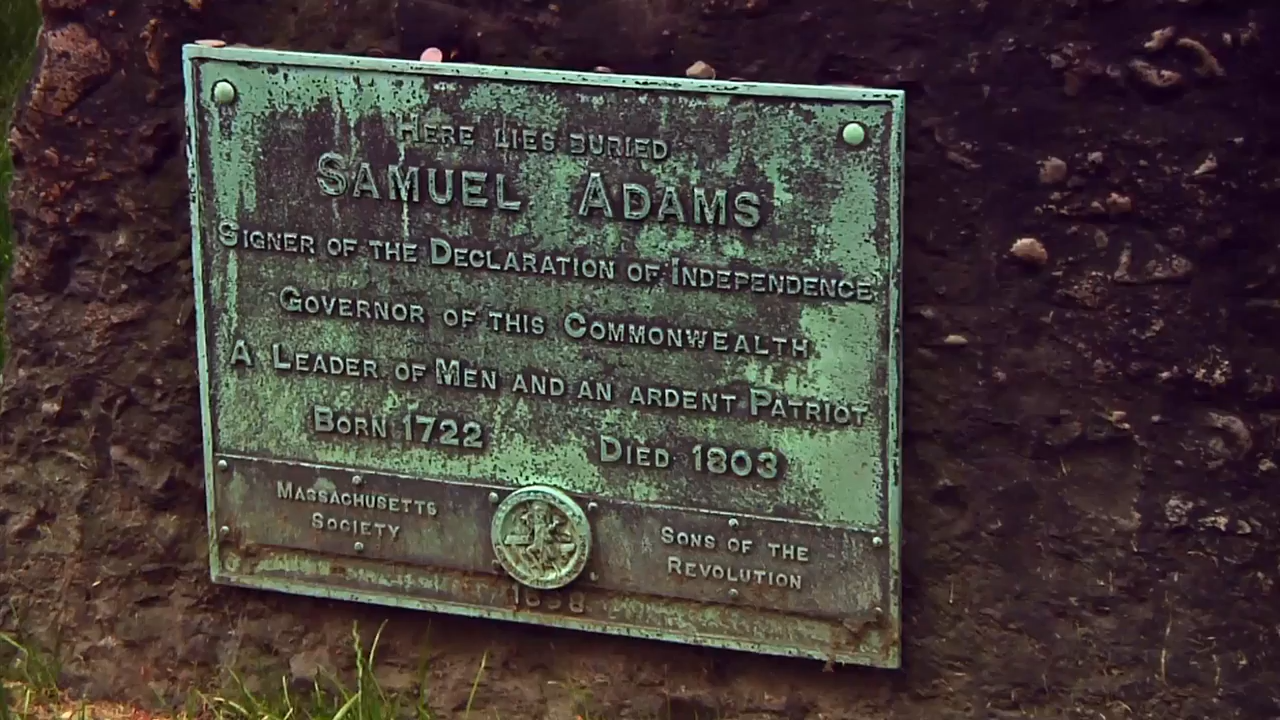 HERE LIES BURIED
SAMUEL ADAMS
SIGNER OF THE DECLARATION OF INDEPENDENCE
GOVERNOR OF THIS COMMONWEALTH
A LEADER OF MEN AND AN ARDENT PATRIOT
BORN 1722 DIED 1803
MASSACHUSETTS
SOCIETY
SONS OF THE
REVOLUTION
1898